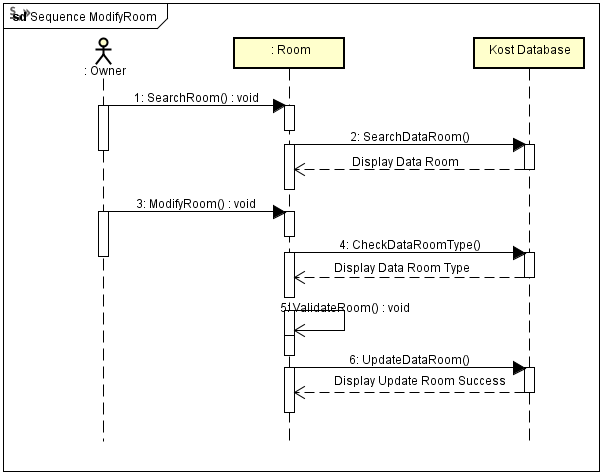 sd Sequence ModifyRoom
: Owner
: Room
Kost Database
1: SearchRoom() : void
2: SearchDataRoom()
Display Data Room
3: ModifyRoom() : void
4: CheckDataRoomType()
Display Data Room Type
5: ValidateRoom() : void
6: UpdateDataRoom()
Display Update Room Success